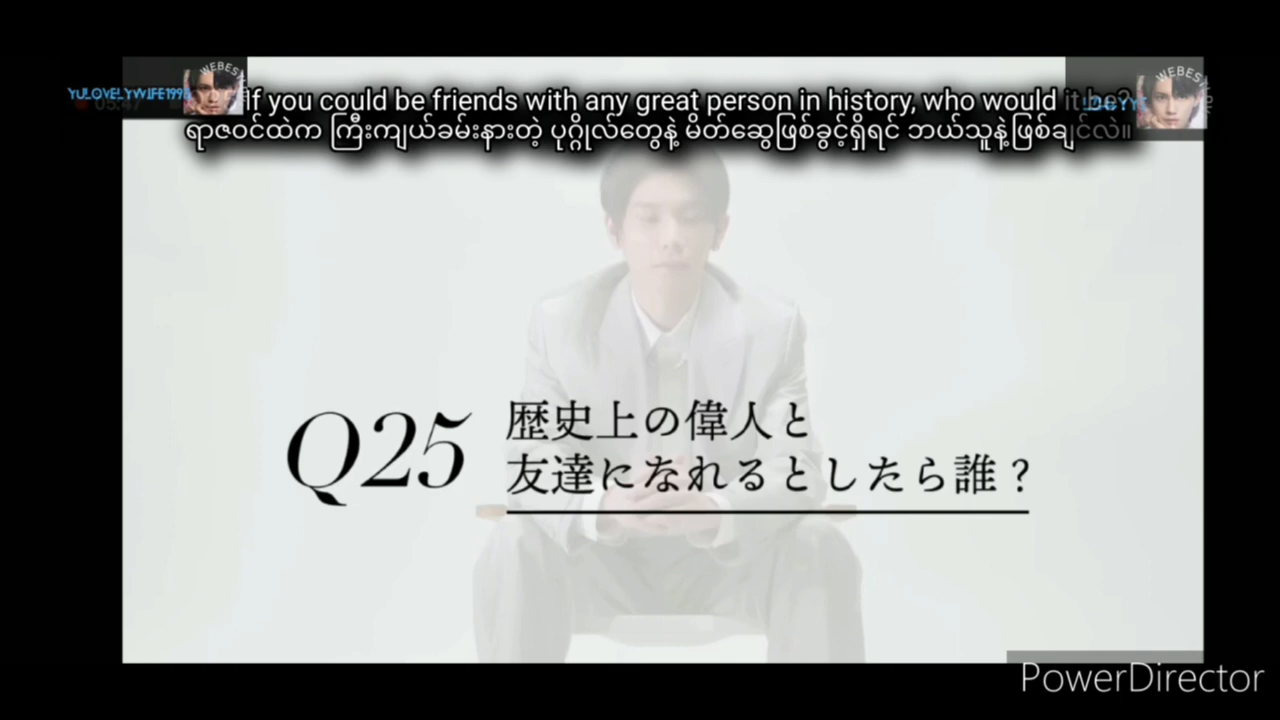 YULOVELYWIFE1998
WEBES
If you could be friends with any great person in history, who would it be?
ရာဇဝင်ထဲက ကြီးကျယ်ခမ်းနားတဲ့ ပုဂ္ဂိုလ်တွေနဲ့ မိတ်ဆွေဖြစ်ခွင့်ရှိရင် ဘယ်သူနဲ့ဖြစ်ချင်လဲ။
Q25
歴史上の偉人と
友達になれるとしたら誰？
PowerDirector